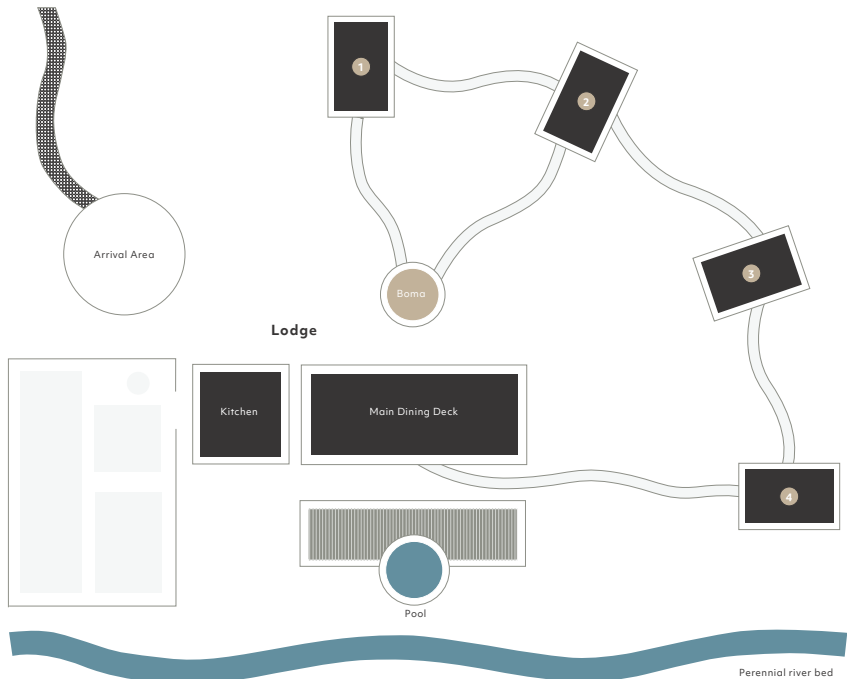 1
2
Arrival Area
3
Boma
Lodge
Kitchen
Main Dining Deck
4
Pool
Perennial river bed